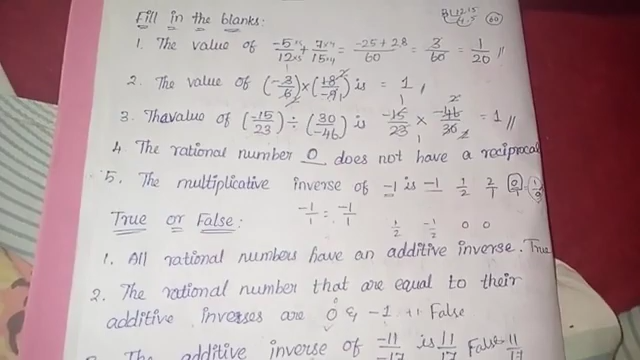 Fill in the blanks:
12,15
60
1. The value of -5/12 + 7/15 = -25+28/60 = 3/60 = 1/20 //
2. The value of (-3/6) × (18/-9) is = 1,
3. The value of (-15/23) ÷ (30/-46) is -15/23 × -46/30 = 1 //
4 The rational number 0 does not have a reciprocal
5. The multiplicative inverse of -1 is -1 1/2 2/1 0/1 = 1/0
-1/1 = -1/1
True or False: 1/2 -1/2 0 0
1. All rational numbers have an additive inverse. True
2. The rational number that are equal to their
additive inverses are 0 & -1 False
The additive inverse of -11/-17 is 11/17 False 11/17